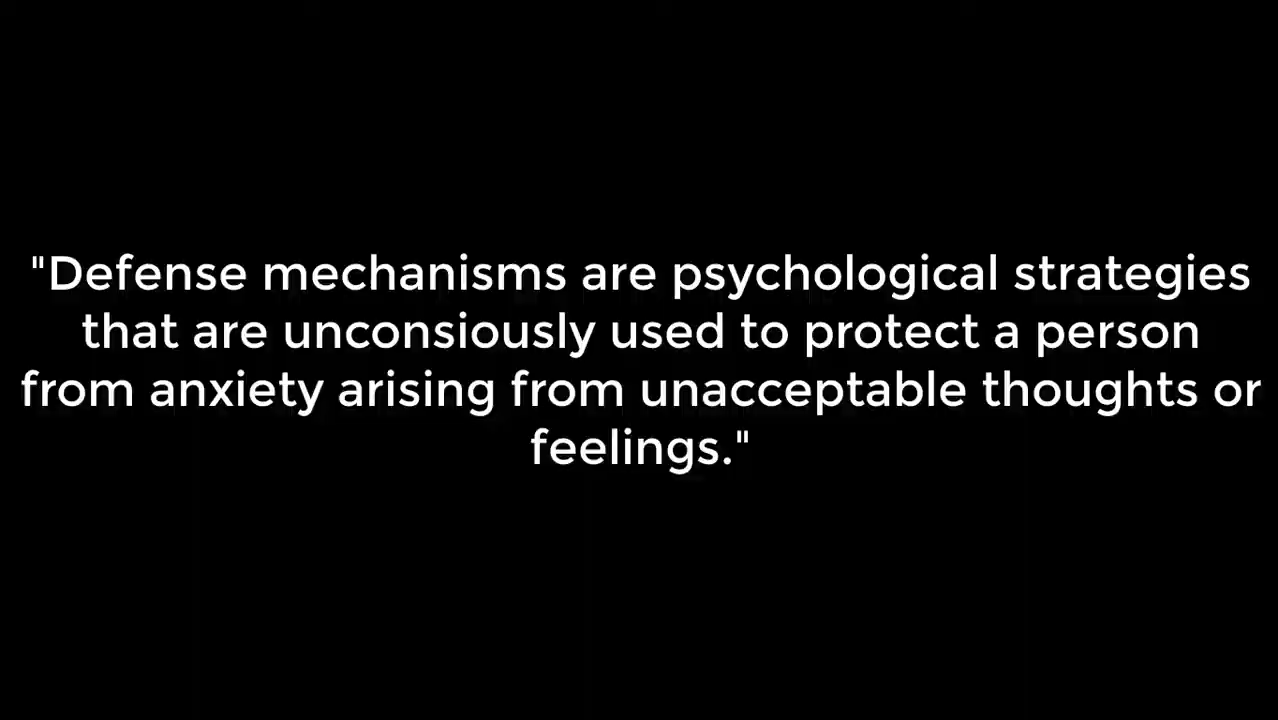 "Defense mechanisms are psychological strategies
that are unconsiously used to protect a person
from anxiety arising from unacceptable thoughts or
feelings."